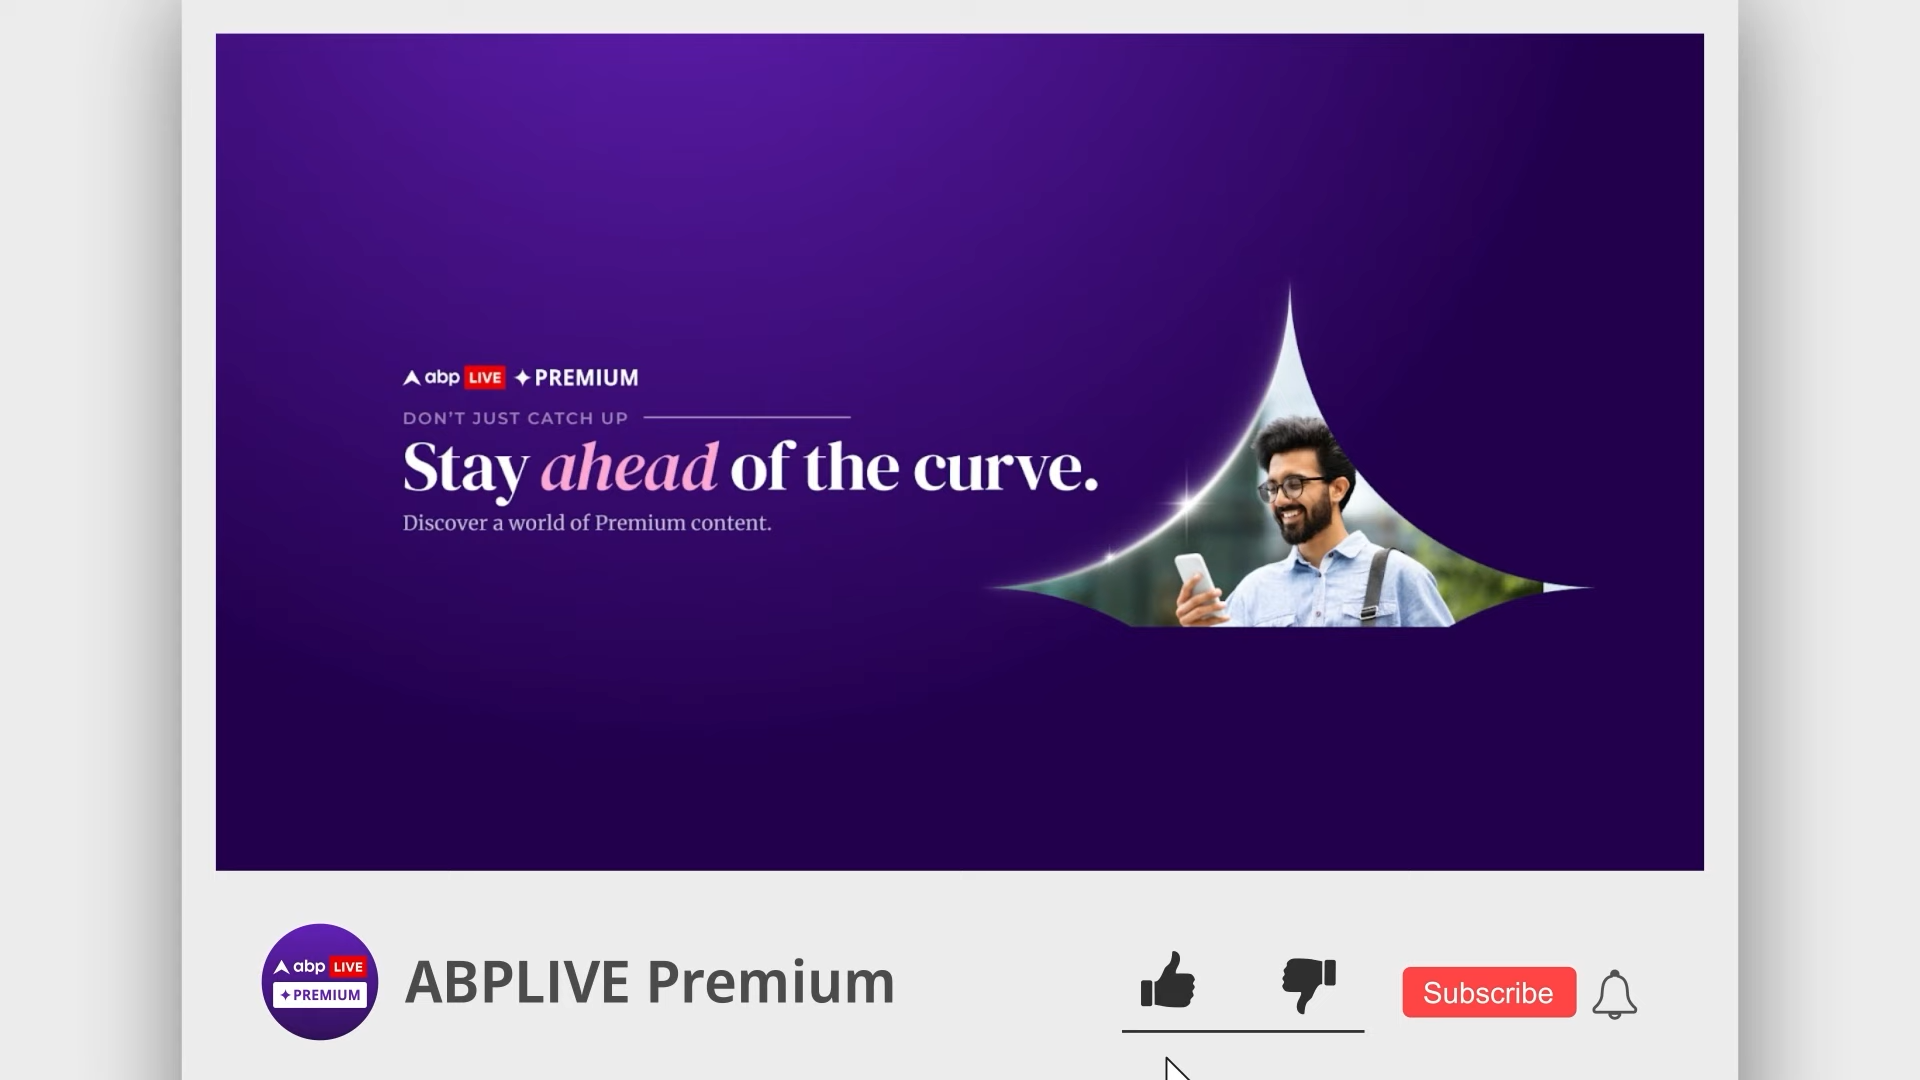 abp LIVE PREMIUM
DON'T JUST CATCH UP
Stay ahead of the curve.
Discover a world of Premium content.
abp LIVE
PREMIUM
ABPLIVE Premium
Subscribe